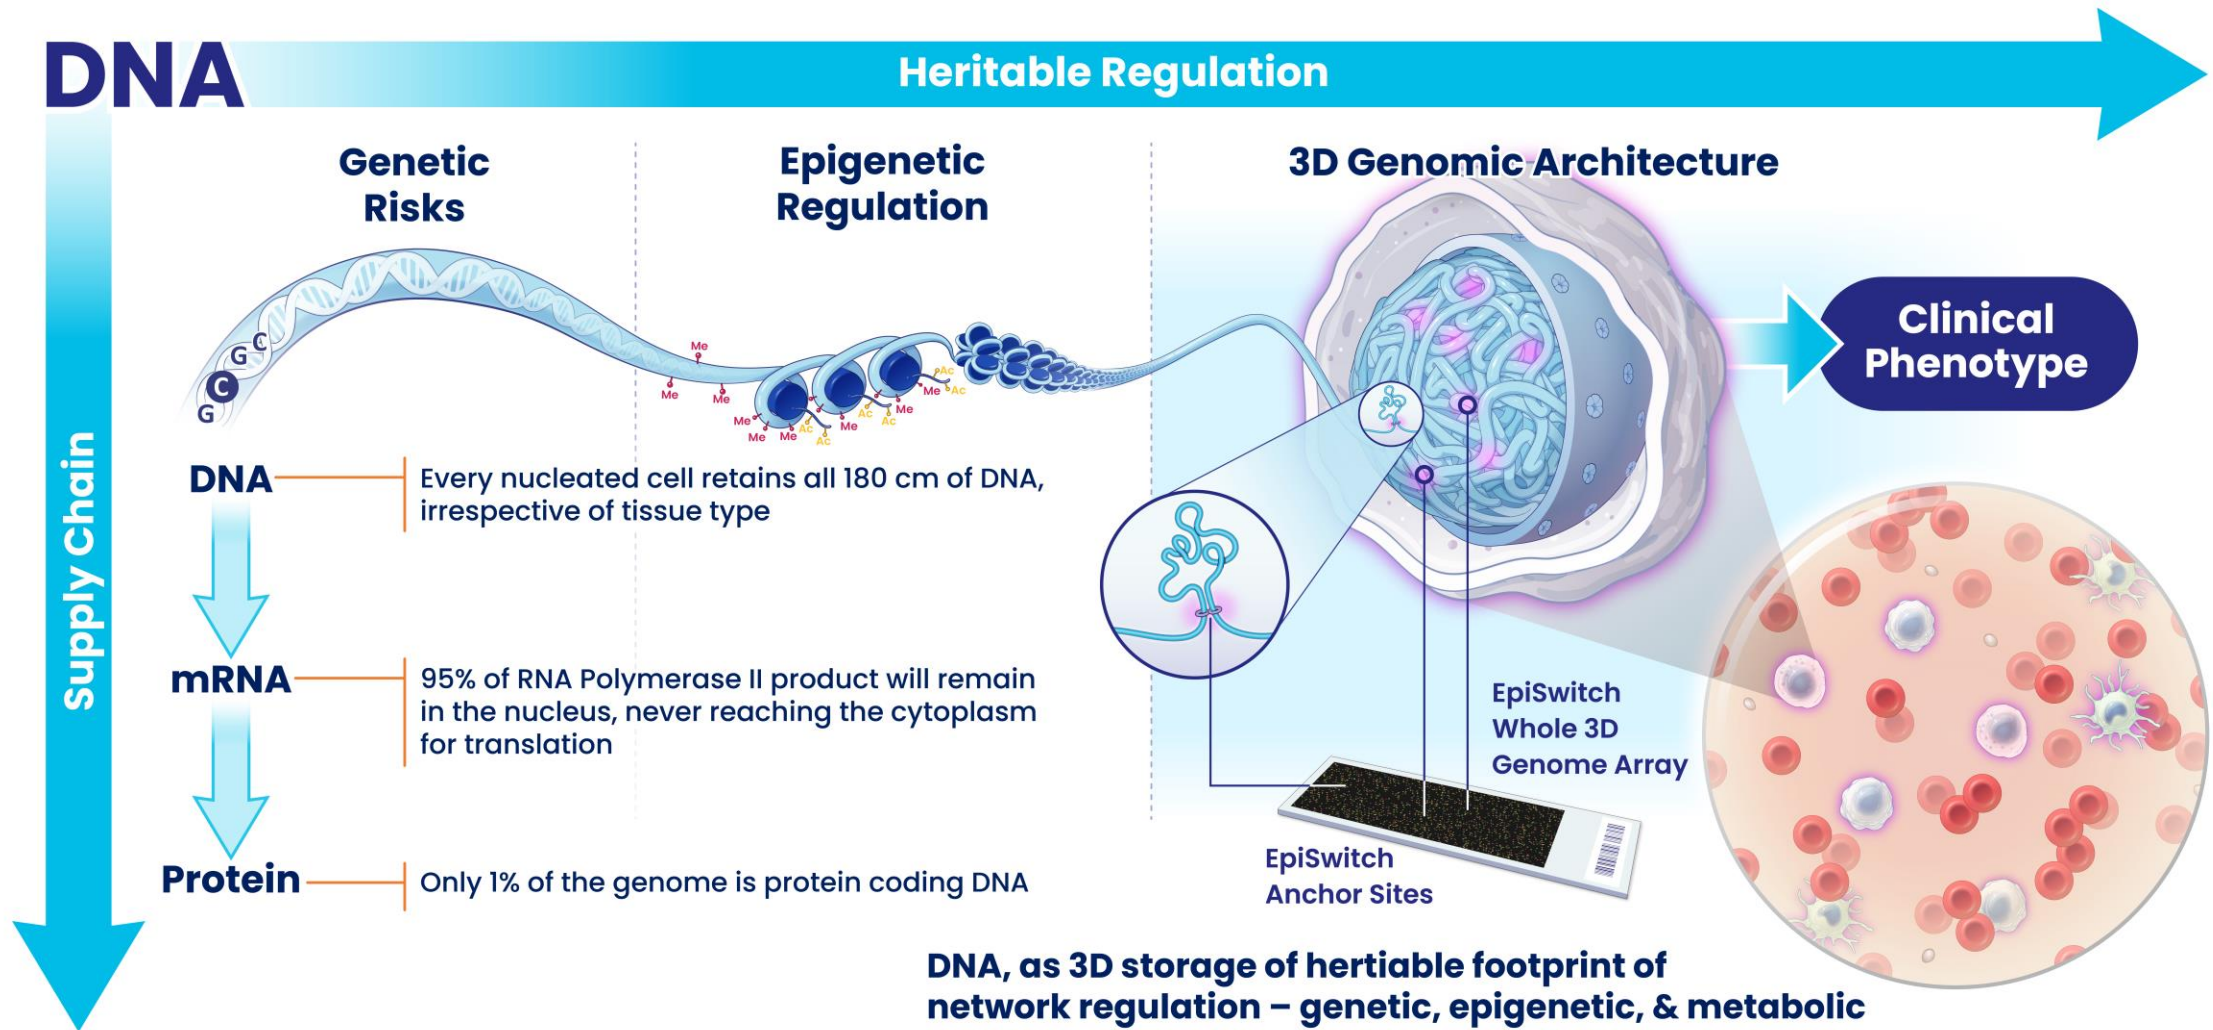 DNA
Heritable Regulation
Supply Chain
Genetic
Risks
Epigenetic
Regulation
3D Genomic Architecture
G
C
G
C
Me
Me
Me
Me
Me
Me
Ac
Ac
Me
Ac
Ac
Me
Me
Ac
Ac
Clinical
Phenotype
DNA
Every nucleated cell retains all 180 cm of DNA,
irrespective of tissue type
mRNA
95% of RNA Polymerase II product will remain
in the nucleus, never reaching the cytoplasm
for translation
Protein
Only 1% of the genome is protein coding DNA
EpiSwitch
Whole 3D
Genome Array
EpiSwitch
Anchor Sites
DNA, as 3D storage of hertiable footprint of
network regulation – genetic, epigenetic, & metabolic